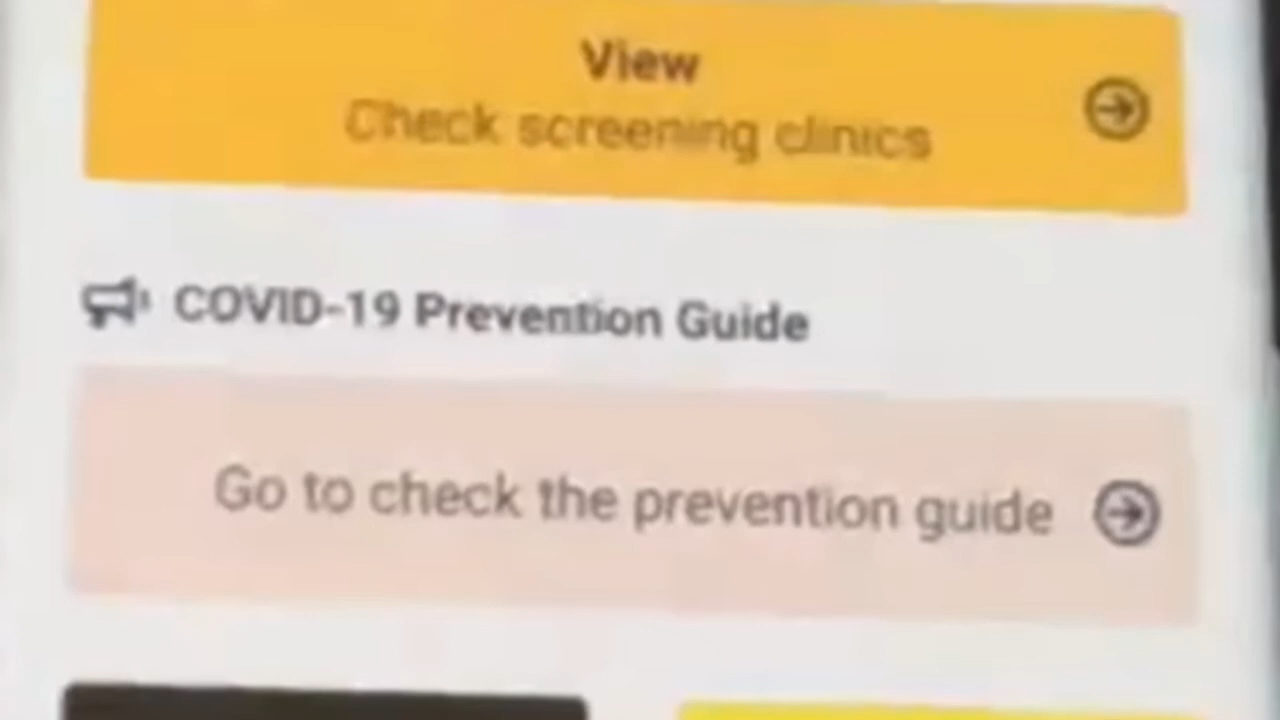 View
Check screening clinics
COVID-19 Prevention Guide
Go to check the prevention guide